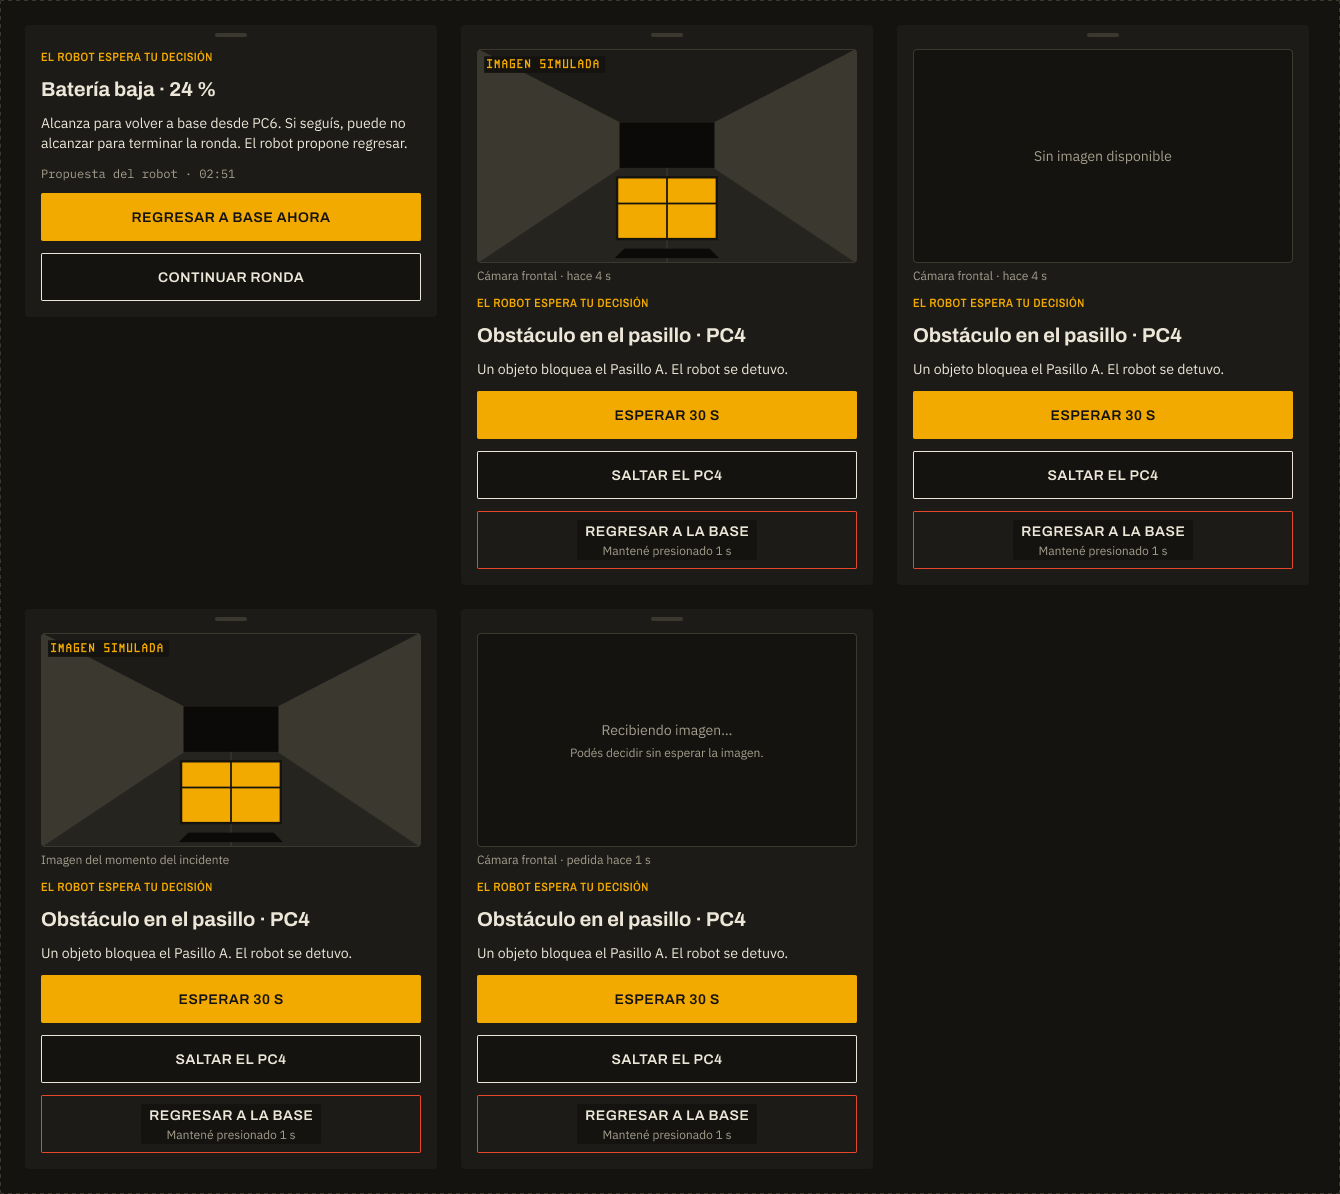 EL ROBOT ESPERA TU DECISIÓN
Batería baja · 24 %
Alcanza para volver a base desde PC6. Si seguís, puede no
alcanzar para terminar la ronda. El robot propone regresar.
Propuesta del robot · 02:51
REGRESAR A BASE AHORA
CONTINUAR RONDA
IMAGEN SIMULADA
Cámara frontal · hace 4 s
EL ROBOT ESPERA TU DECISIÓN
Obstáculo en el pasillo · PC4
Un objeto bloquea el Pasillo A. El robot se detuvo.
ESPERAR 30 S
SALTAR EL PC4
REGRESAR A LA BASE
Mantené presionado 1 s
Sin imagen disponible
Cámara frontal · hace 4 s
EL ROBOT ESPERA TU DECISIÓN
Obstáculo en el pasillo · PC4
Un objeto bloquea el Pasillo A. El robot se detuvo.
ESPERAR 30 S
SALTAR EL PC4
REGRESAR A LA BASE
Mantené presionado 1 s
IMAGEN SIMULADA
Imagen del momento del incidente
EL ROBOT ESPERA TU DECISIÓN
Obstáculo en el pasillo · PC4
Un objeto bloquea el Pasillo A. El robot se detuvo.
ESPERAR 30 S
SALTAR EL PC4
REGRESAR A LA BASE
Mantené presionado 1 s
Recibiendo imagen...
Podés decidir sin esperar la imagen.
Cámara frontal · pedida hace 1 s
EL ROBOT ESPERA TU DECISIÓN
Obstáculo en el pasillo · PC4
Un objeto bloquea el Pasillo A. El robot se detuvo.
ESPERAR 30 S
SALTAR EL PC4
REGRESAR A LA BASE
Mantené presionado 1 s